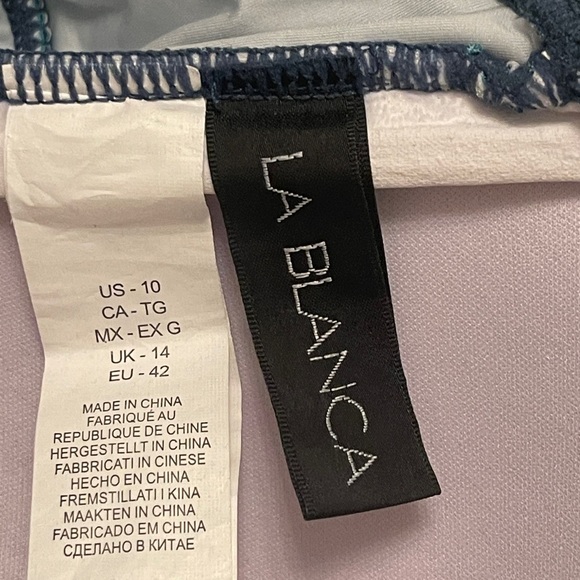 US - 10
CA - TG
MX - EX G
UK - 14
EU - 42
MADE IN CHINA
FABRIQUÉ AU
REPUBLIQUE DE CHINE
HERGESTELLT IN CHINA
FABBRICATI IN CINESE
HECHO EN CHINA
FREMSTILLATI I KINA
MAAKTEN IN CHINA
FABRICADO EM CHINA
СДЕЛАНО В КИТАЕ
LA BLANCA